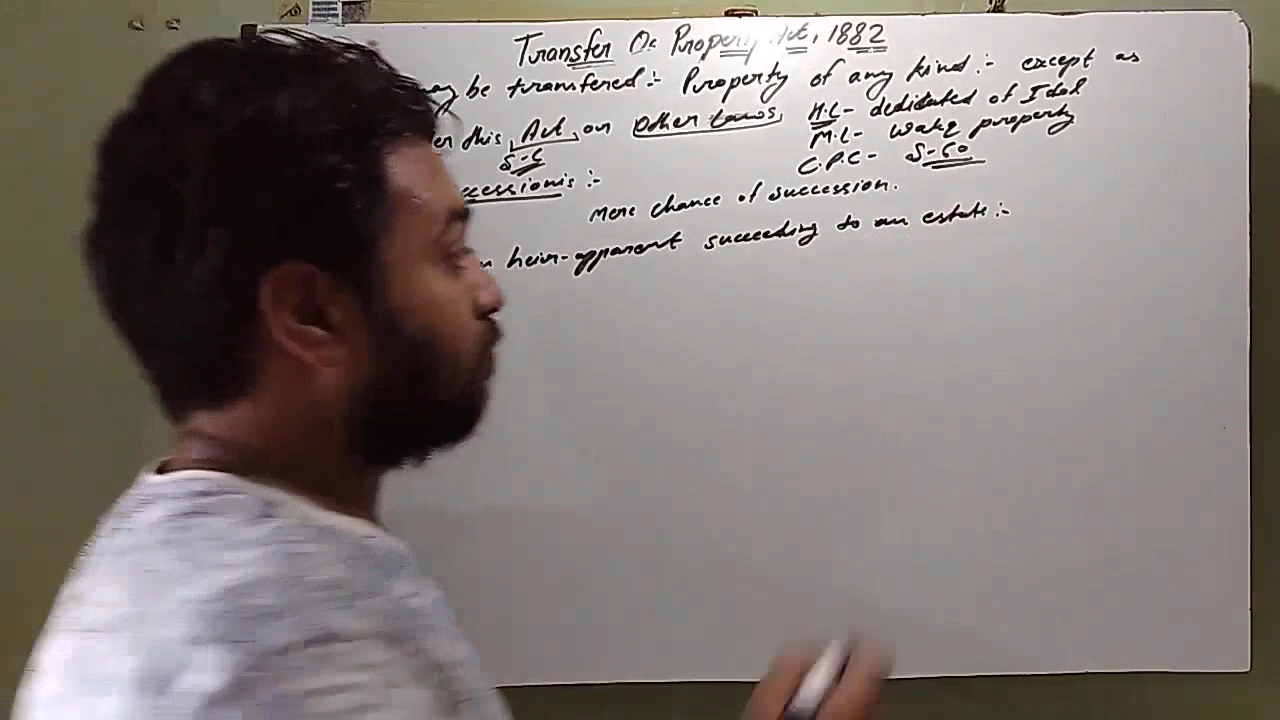 Transfer Of Property Act, 1882
may be transfered:- Property of any kind:- except as
this Act, or Other Laws, H.L- dedicated of Idol
S-6 M.L- Wakf property
C.P.C- S-60
:-
mere chance of succession.
heir-apparent succeeding to an estate:-